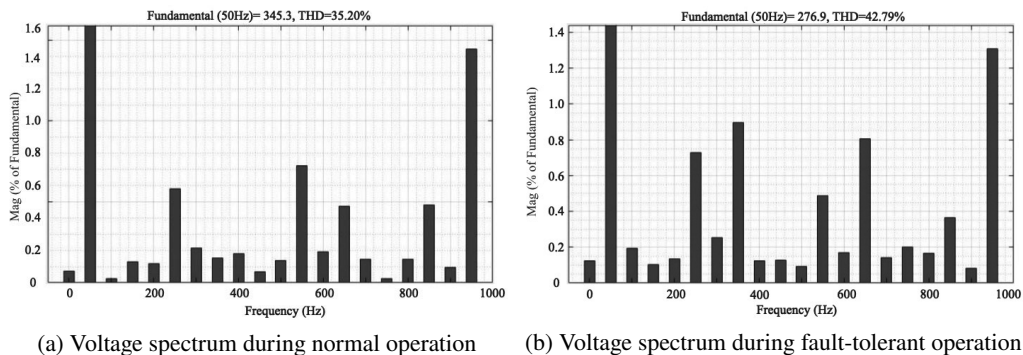 Fundamental (50Hz)= 345.3, THD=35.20%
1.6
1.4
1.2
1.0
0.8
0.6
0.4
0.2
0
Mag (% of Fundamental)
0 200 400 600 800 1000
Frequency (Hz)
(a) Voltage spectrum during normal operation
Fundamental (50Hz)= 276.9, THD=42.79%
1.4
1.2
1.0
0.8
0.6
0.4
0.2
0
Mag (% of Fundamental)
0 200 400 600 800 1000
Frequency (Hz)
(b) Voltage spectrum during fault-tolerant operation